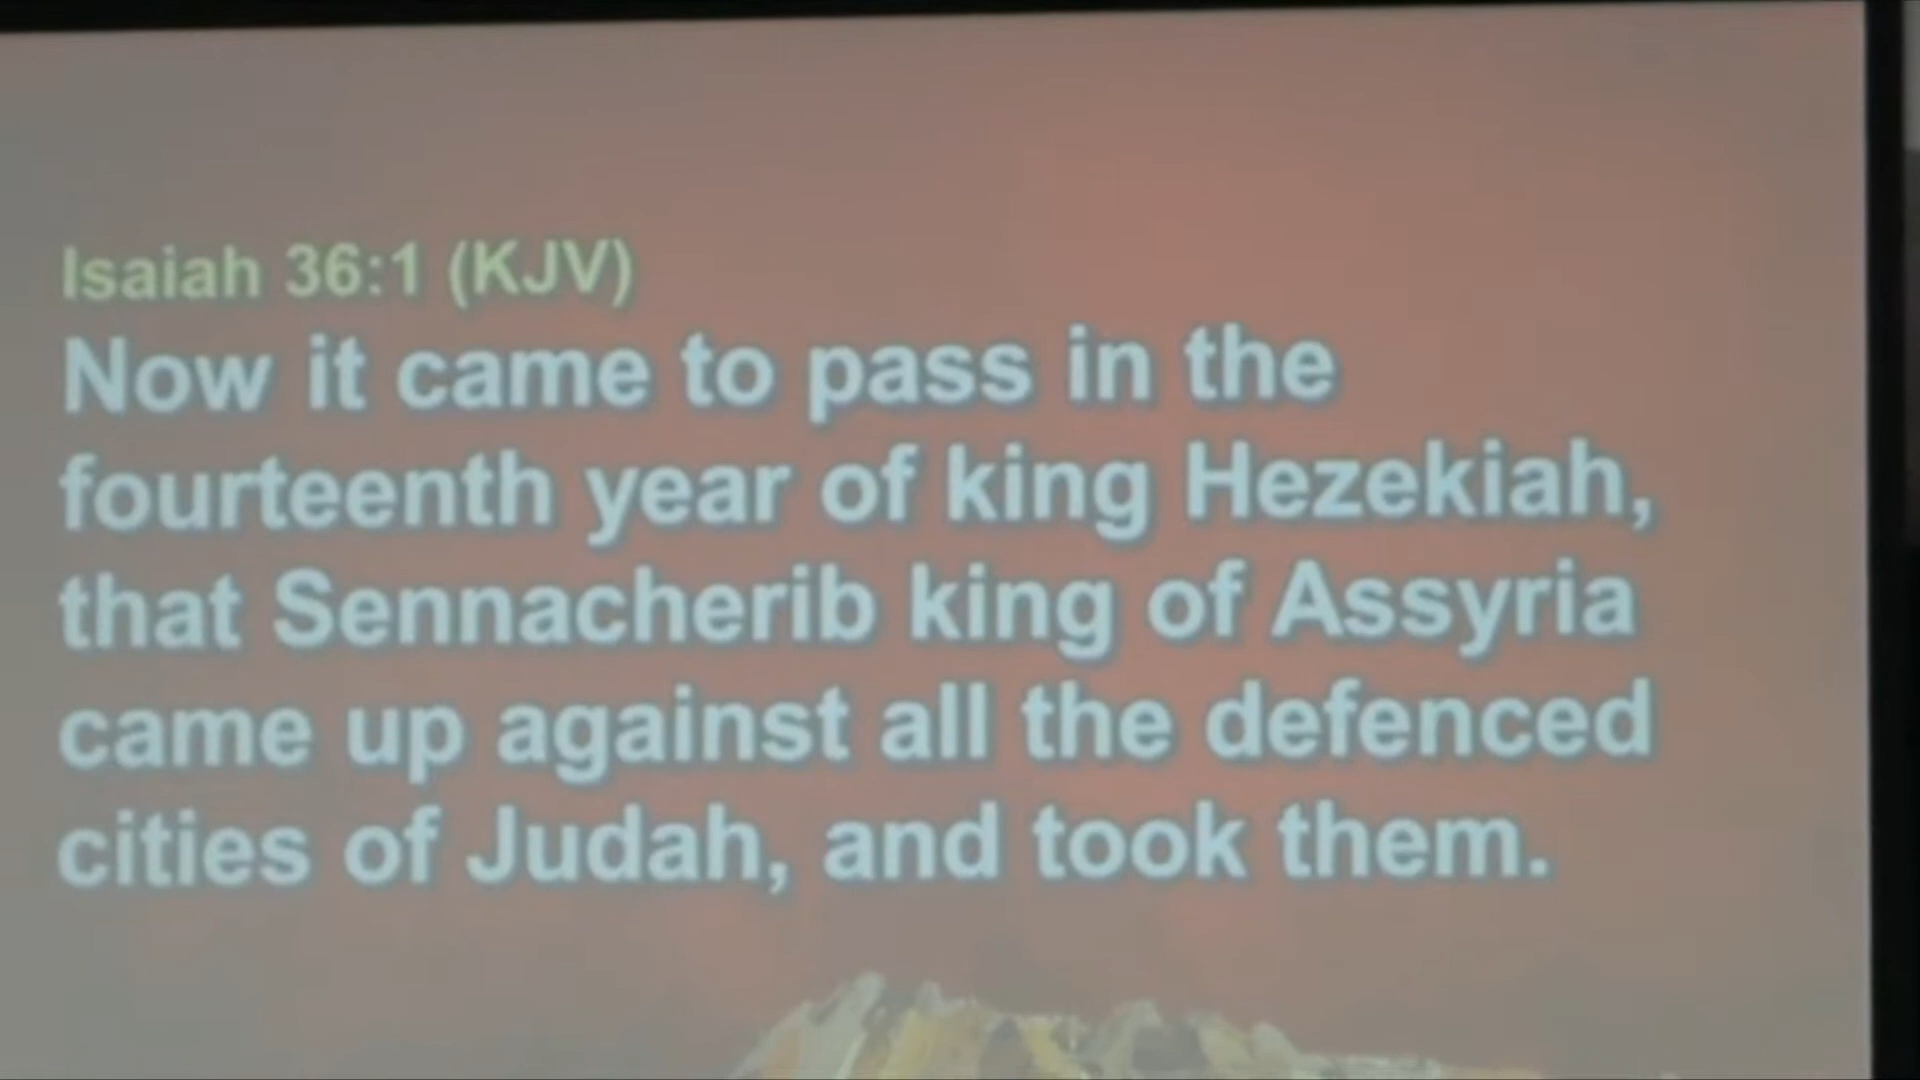 Isaiah 36:1 (KJV)
Now it came to pass in the
fourteenth year of king Hezekiah,
that Sennacherib king of Assyria
came up against all the defenced
cities of Judah, and took them.